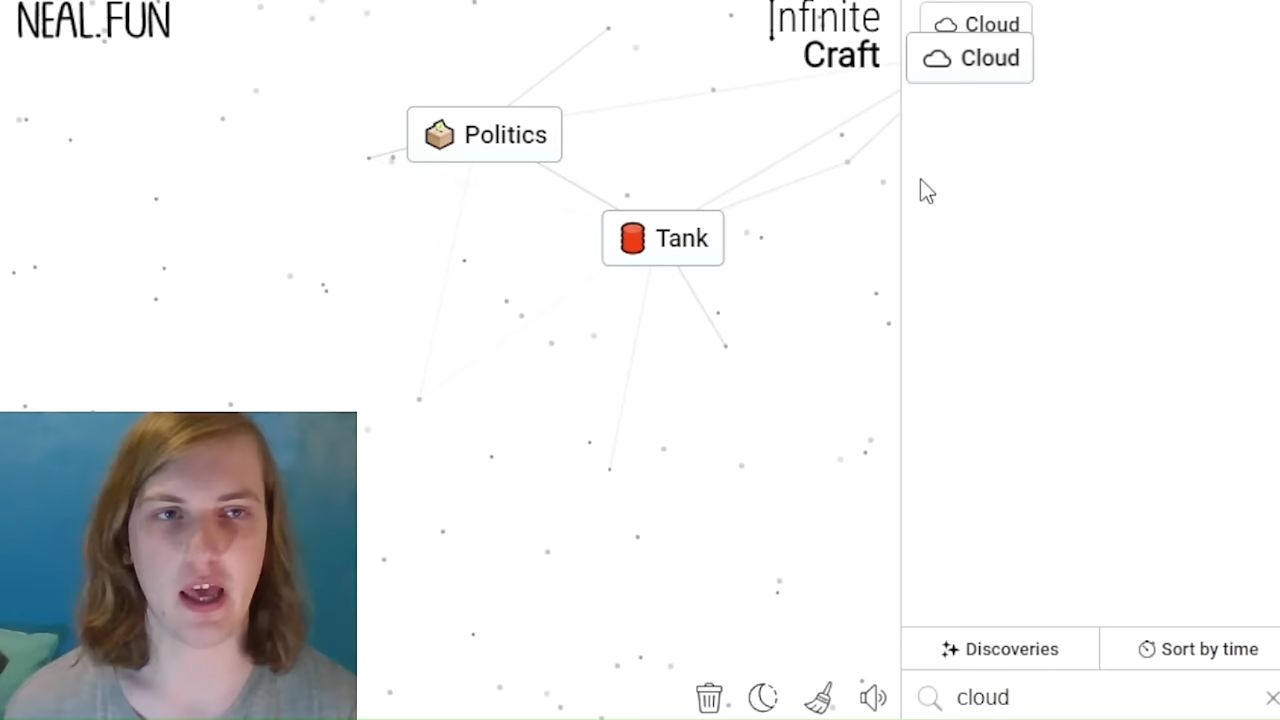 NEAL.FUN
Infinite
Craft
Cloud
Cloud
Politics
Tank
Discoveries
Sort by time
cloud